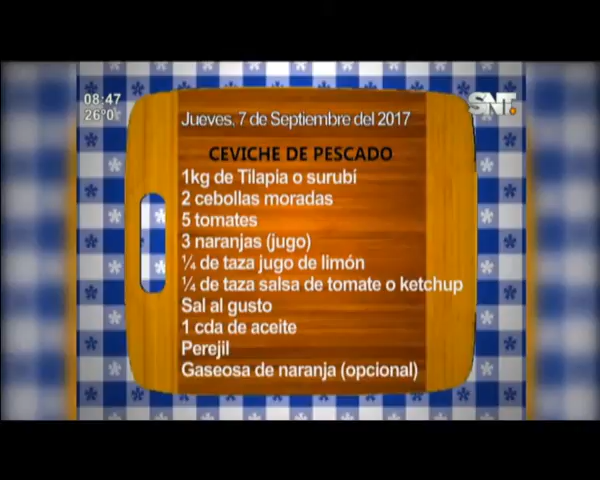 08:47
26°0
SNT.
Jueves, 7 de Septiembre del 2017
CEVICHE DE PESCADO
1kg de Tilapia o surubí
2 cebollas moradas
5 tomates
3 naranjas (jugo)
¼ de taza jugo de limón
¼ de taza salsa de tomate o ketchup
Sal al gusto
1 cda de aceite
Perejil
Gaseosa de naranja (opcional)